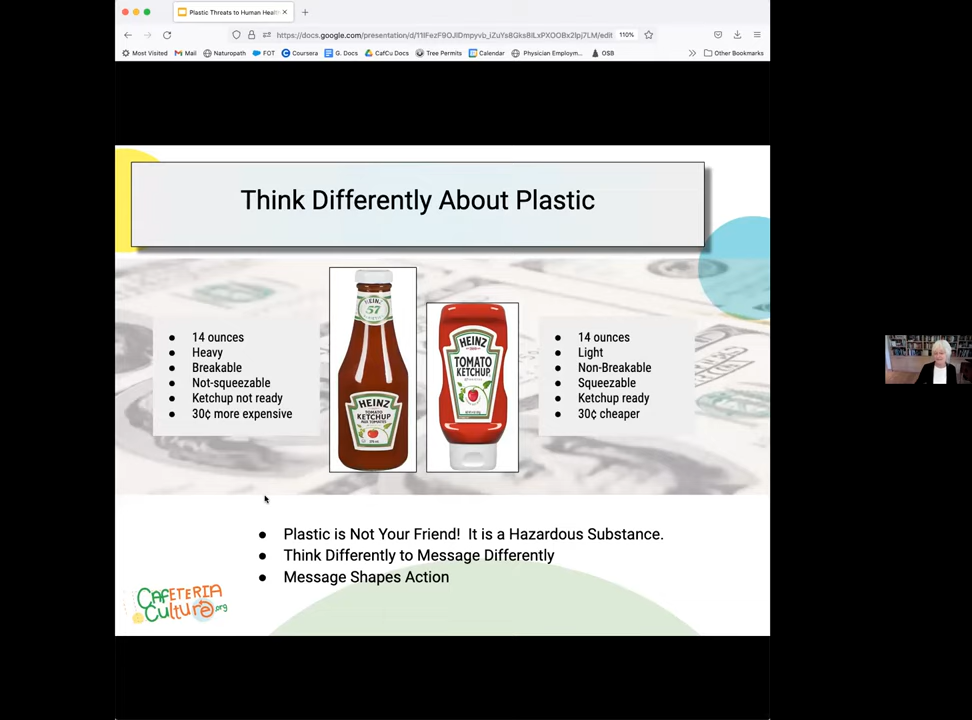 Plastic Threats to Human Healt
https://docs.google.com/presentation/d/
110%
Most Visited
Mail
Naturopath
FOT
Coursera
G. Docs
CafCu Docs
Tree Permits
Calendar
Physician Employm...
OSB
Other Bookmarks
Think Differently About Plastic
14 ounces
Heavy
Breakable
Not-squeezable
Ketchup not ready
30¢ more expensive
HEINZ
57
HEINZ
TOMATO
KETCHUP
HEINZ
TOMATO
KETCHUP
14 ounces
Light
Non-Breakable
Squeezable
Ketchup ready
30¢ cheaper
Plastic is Not Your Friend! It is a Hazardous Substance.
Think Differently to Message Differently
Message Shapes Action
CAFETERIA
CULTURE.org